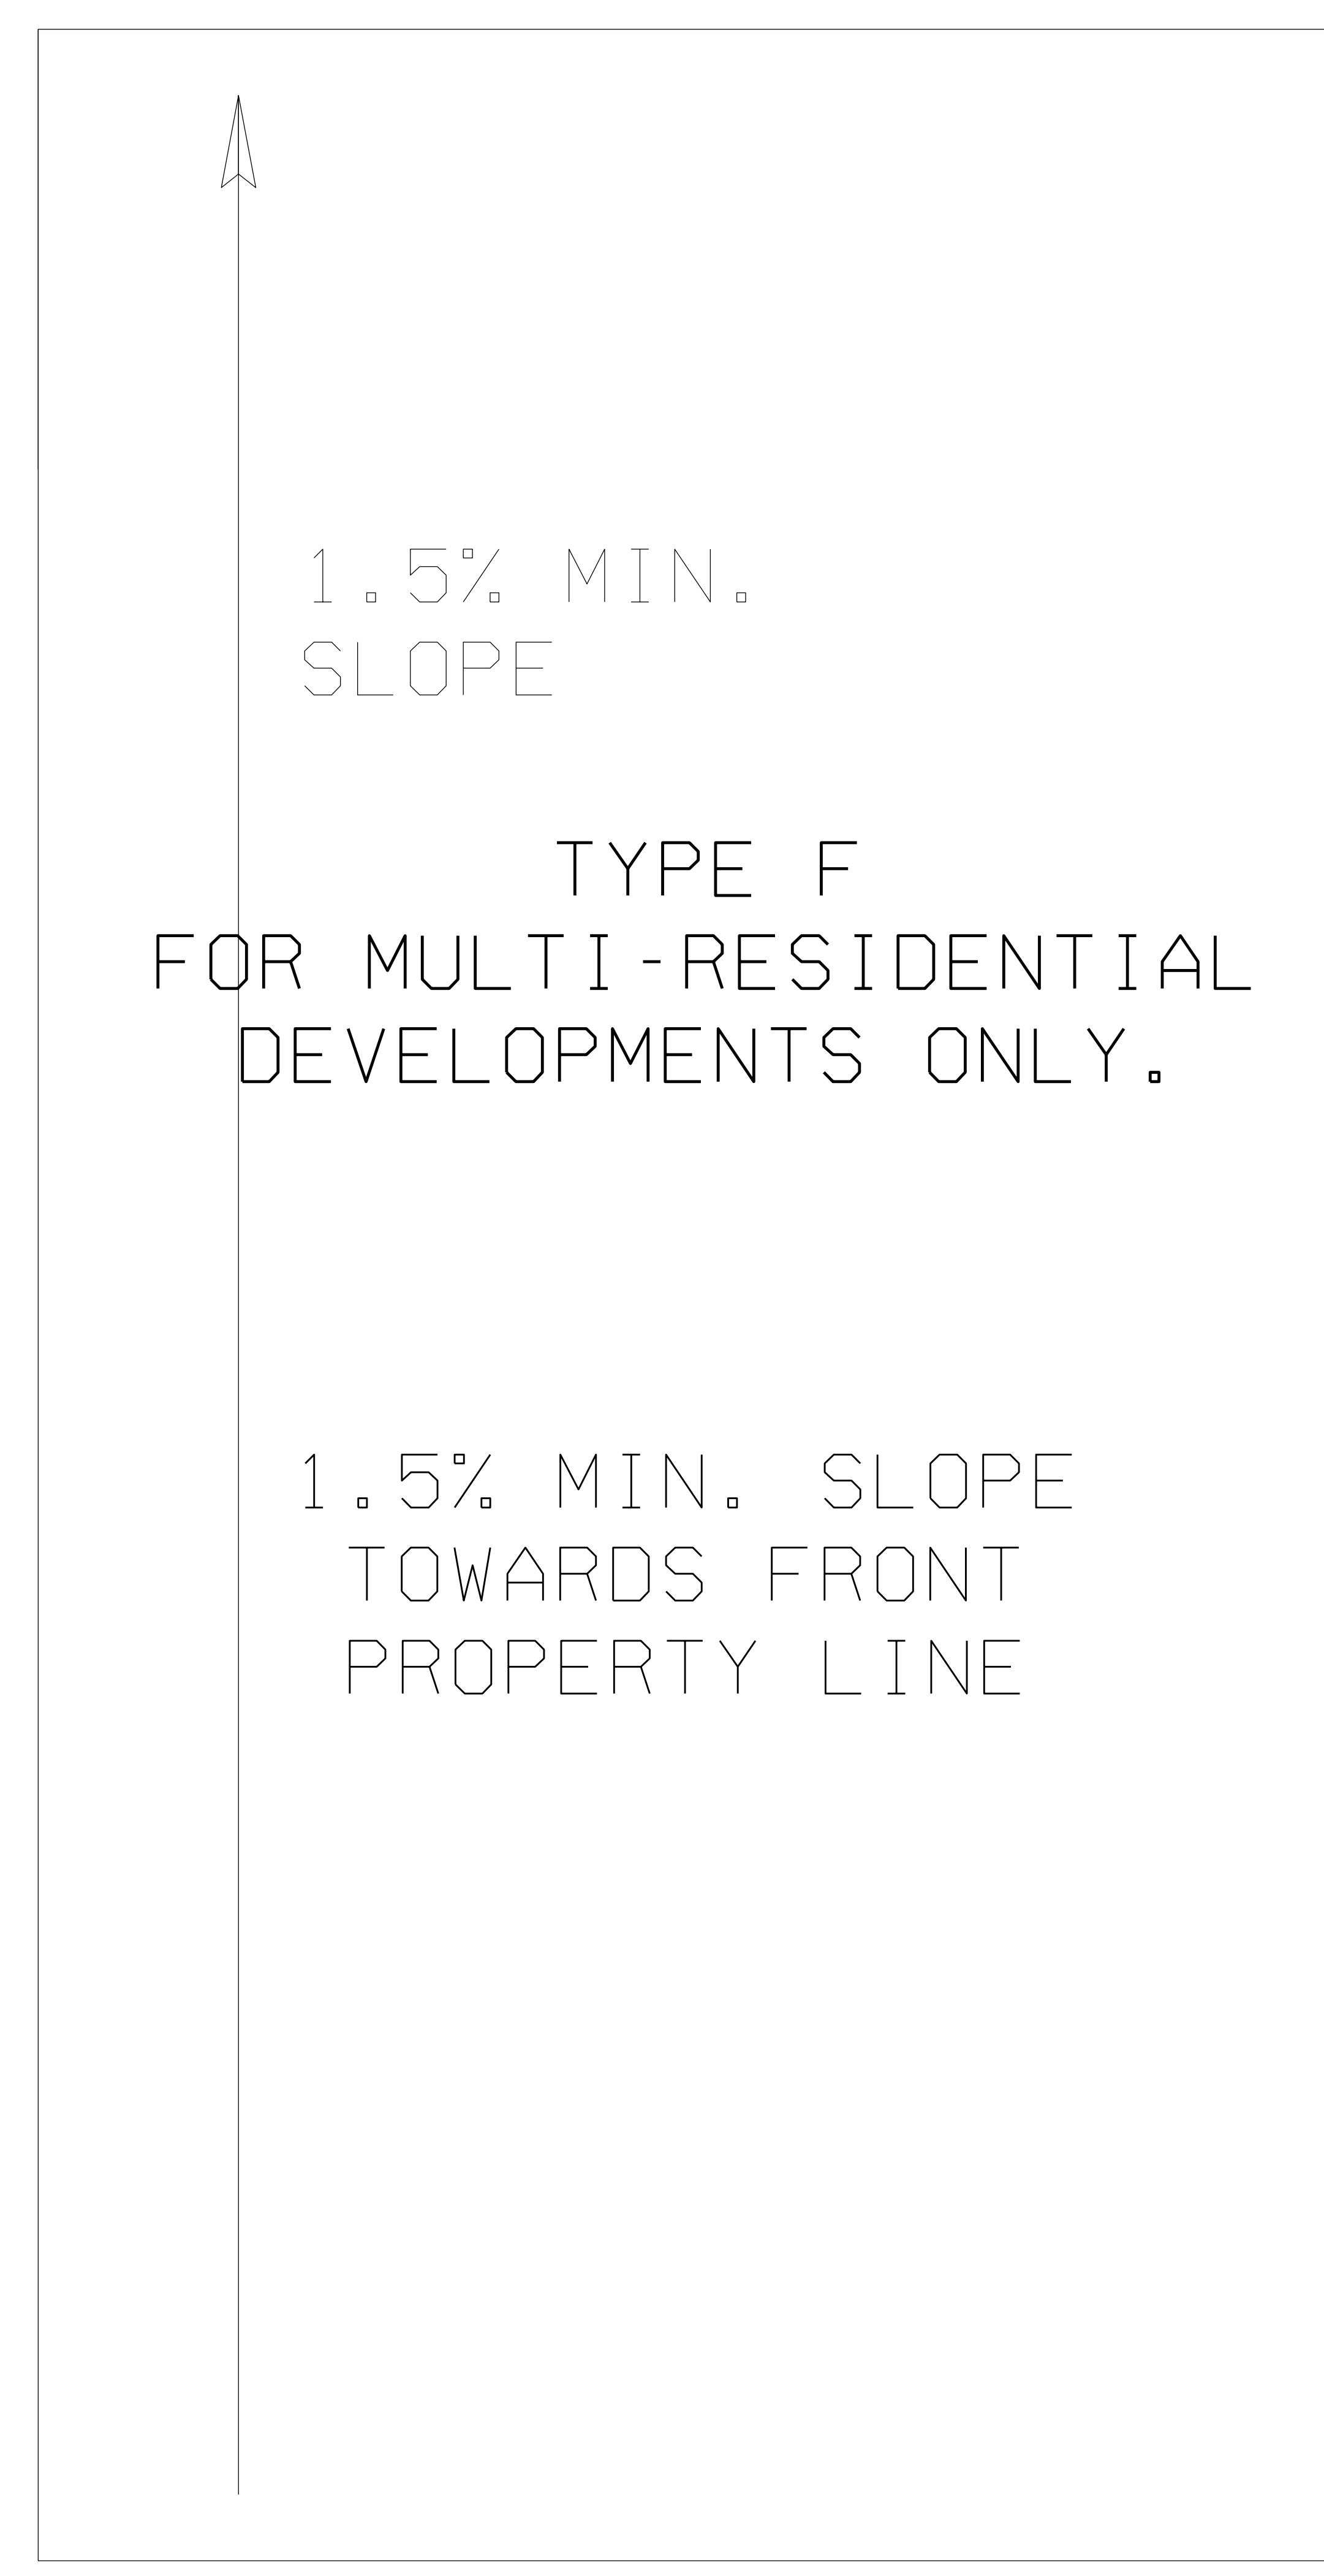 1.5% MIN.
SLOPE
TYPE F
FOR MULTI-RESIDENTIAL
DEVELOPMENTS ONLY.
1.5% MIN. SLOPE
TOWARDS FRONT
PROPERTY LINE